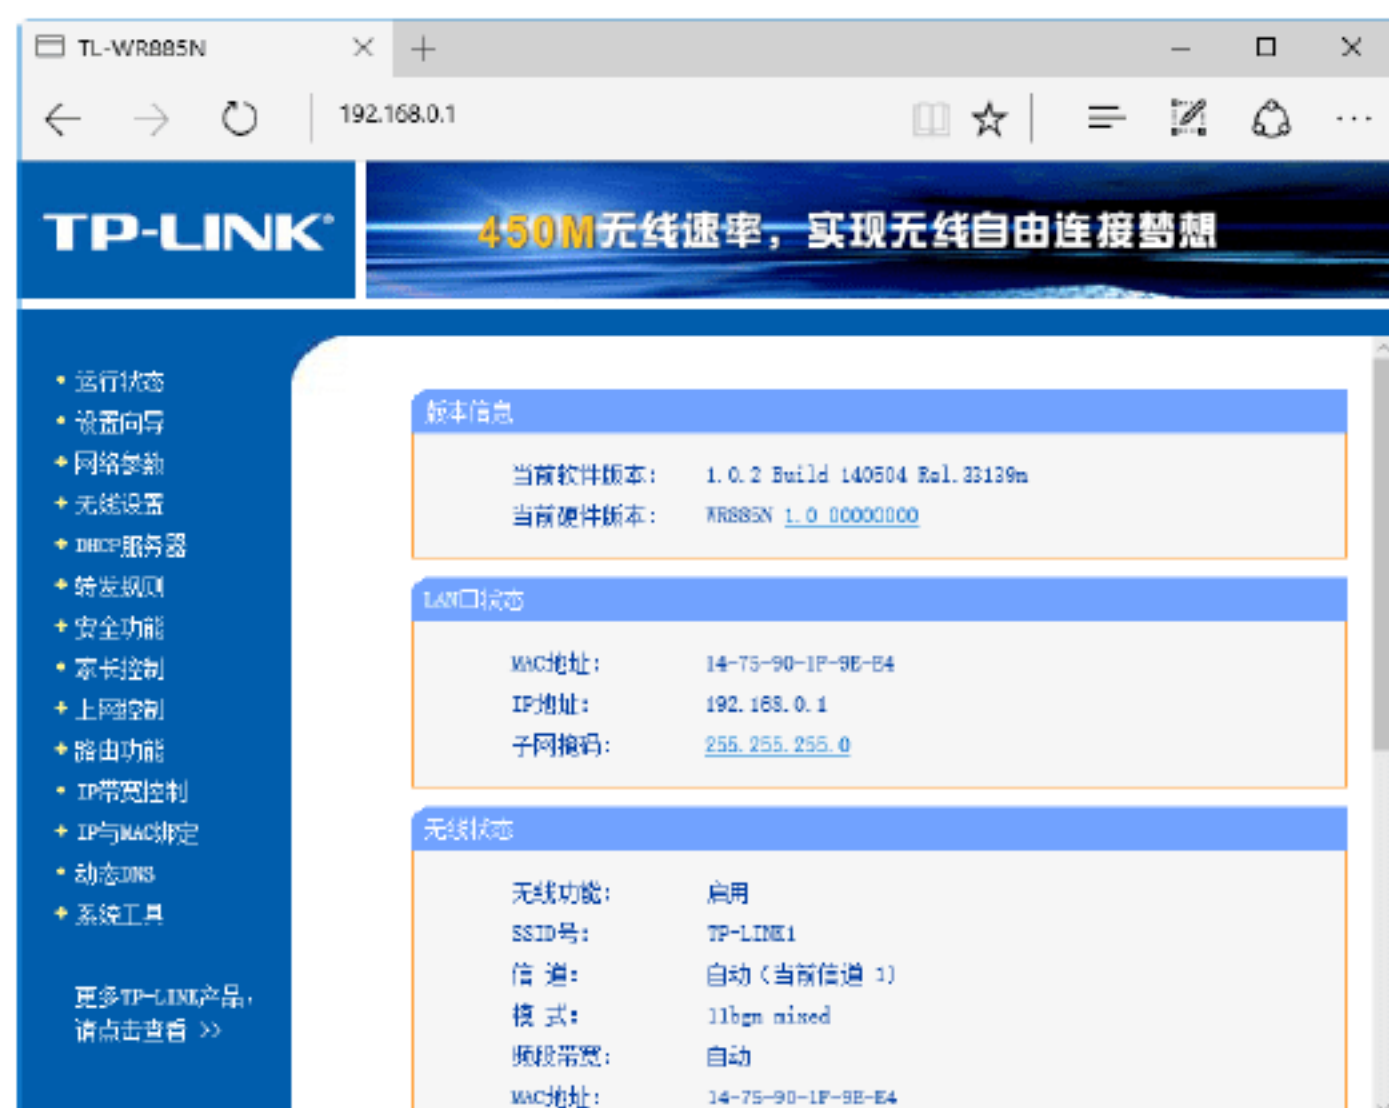 TL-WR885N
192.168.0.1
TP-LINK
450M无线速率，实现无线自由连接梦想
运行状态
设置向导
网络参数
无线设置
DHCP服务器
转发规则
安全功能
家长控制
上网控制
路由功能
IP带宽控制
IP与MAC绑定
动态DNS
系统工具
更多TP-LINK产品，
请点击查看 >>
版本信息
当前软件版本： 1.0.2 Build 140504 Rel.33139n
当前硬件版本： WR885N 1.0 00000000
LAN口状态
MAC地址： 14-75-90-1F-9E-E4
IP地址： 192.168.0.1
子网掩码： 255.255.255.0
无线状态
无线功能： 启用
SSID号： TP-LINK1
信 道： 自动（当前信道 1）
模 式： 11bgn mixed
频段带宽： 自动
MAC地址： 14-75-90-1F-9E-E4